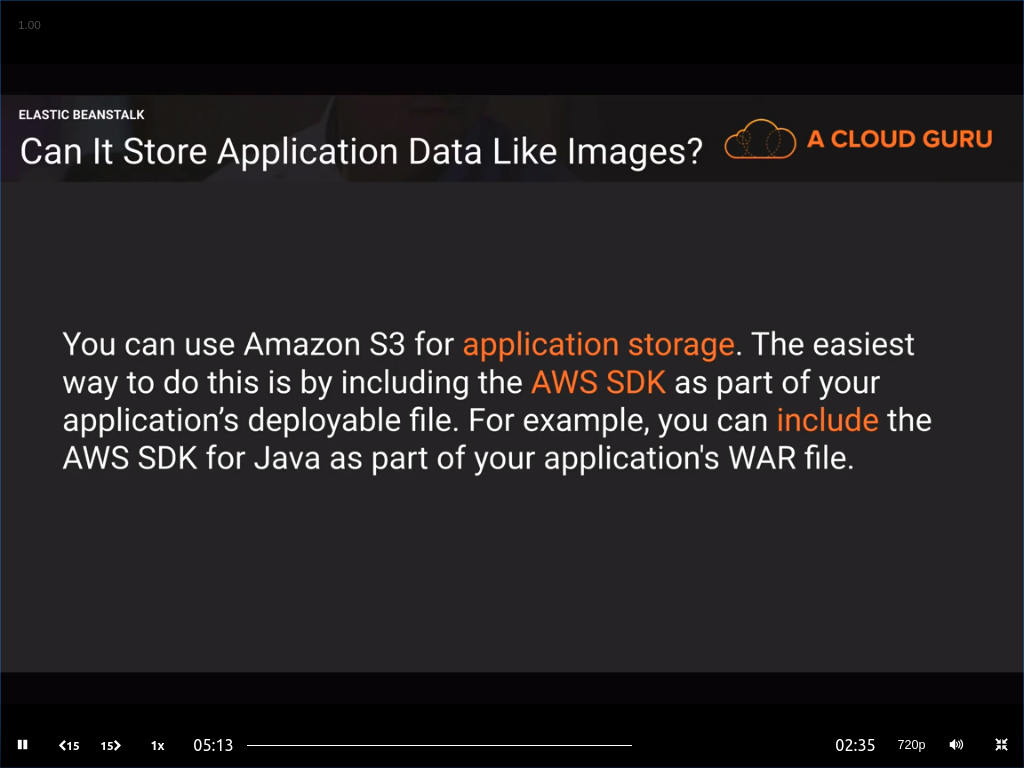 1.00
ELASTIC BEANSTALK
Can It Store Application Data Like Images?
A CLOUD GURU
You can use Amazon S3 for application storage. The easiest
way to do this is by including the AWS SDK as part of your
application’s deployable file. For example, you can include the
AWS SDK for Java as part of your application's WAR file.
15 15 1x 05:13 02:35 720p